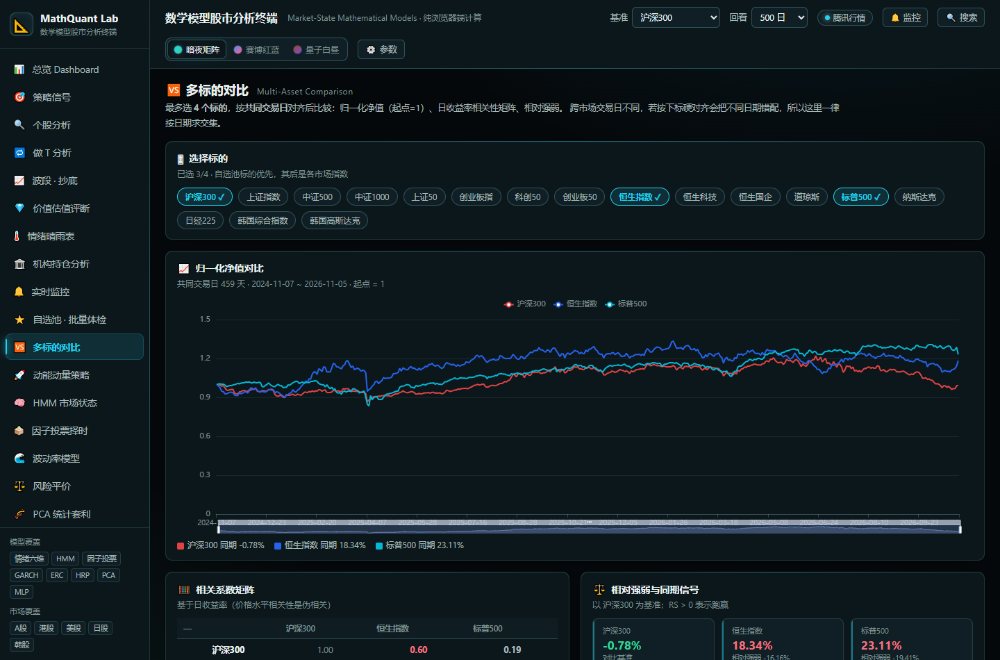 MathQuant Lab
数学模型股市分析终端
总览 Dashboard
策略信号
个股分析
做 T 分析
波段 · 抄底
价值估值评断
情绪晴雨表
机构持仓分析
实时监控
自选池 · 批量体检
VS 多标的对比
动能动量策略
HMM 市场状态
因子投票择时
波动率模型
风险平价
PCA 统计套利
模型覆盖
情绪六维 HMM 因子投票
GARCH ERC HRP PCA
MLP
市场覆盖
A股 港股 美股 日股
韩股
数学模型股市分析终端 Market-State Mathematical Models · 纯浏览器端计算
基准 沪深300 回看 500 日 腾讯行情 监控 搜索
暗夜矩阵 赛博红蓝 量子白昼 参数
VS 多标的对比 Multi-Asset Comparison
最多选 4 个标的，按共同交易日对齐后比较：归一化净值（起点=1）、日收益率相关性矩阵、相对强弱。 跨市场交易日不同，若按下标硬对齐会把不同日期错配，所以这里一律
按日期求交集。
选择标的
已选 3/4 · 自选池标的优先，其后是各市场指数
沪深300 ✓ 上证指数 中证500 中证1000 上证50 创业板指 科创50 创业板50 恒生指数 ✓ 恒生科技 恒生国企 道琼斯 标普500 ✓ 纳斯达克
日经225 韩国综合指数 韩国高斯达克
归一化净值对比
共同交易日 459 天 · 2024-11-07 ~ 2026-11-05 · 起点 = 1
沪深300 恒生指数 标普500
1.5
1.2
0.9
0.6
0.3
0
沪深300 同期 -0.78% 恒生指数 同期 18.34% 标普500 同期 23.11%
相关系数矩阵
基于日收益率（价格水平相关性是伪相关）
— 沪深300 恒生指数 标普500
沪深300 1.00 0.60 0.19
相对强弱与同期信号
以 沪深300 为基准；RS > 0 表示跑赢
沪深300 恒生指数 标普500
-0.78% 18.34% 23.11%